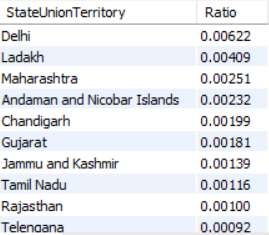 StateUnionTerritory Ratio
Delhi 0.00622
Ladakh 0.00409
Maharashtra 0.00251
Andaman and Nicobar Islands 0.00232
Chandigarh 0.00199
Gujarat 0.00181
Jammu and Kashmir 0.00139
Tamil Nadu 0.00116
Rajasthan 0.00100
Telengana 0.00092